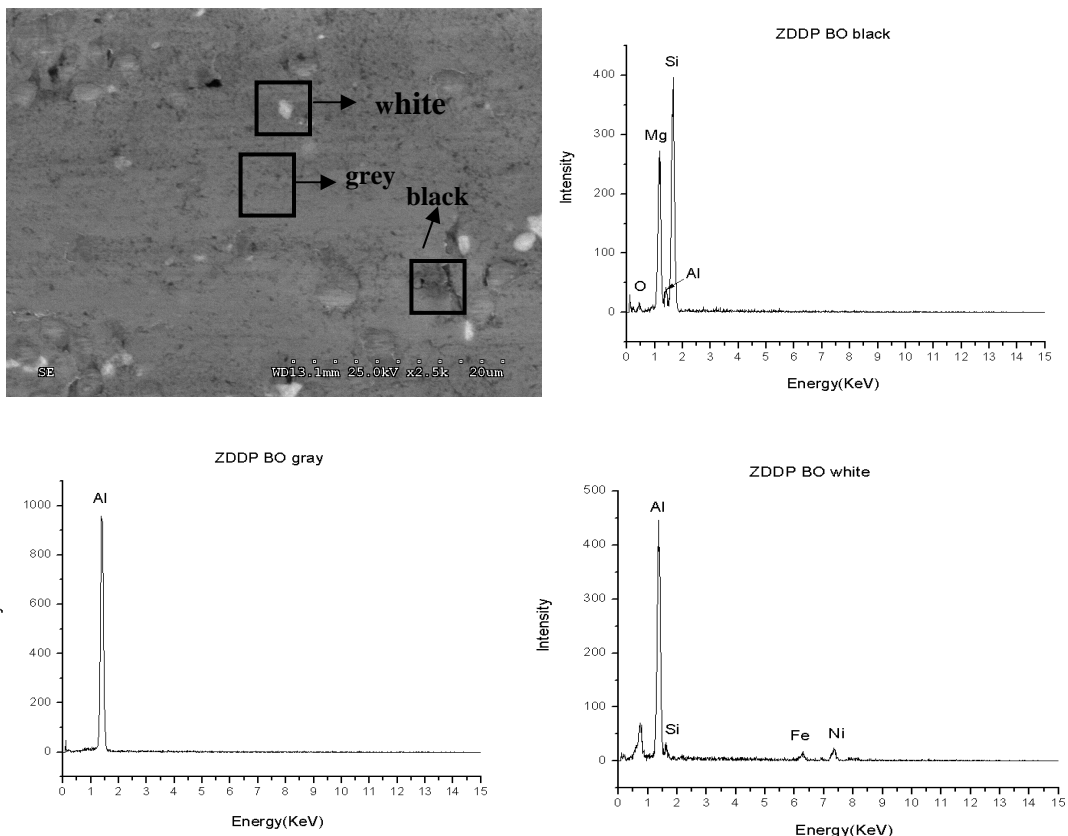 white
grey
black
SE
WD13.1mm 25.0kV x2.5k 20um
ZDDP BO black
Intensity
400
300
200
100
0
Si
Mg
Al
O
0 1 2 3 4 5 6 7 8 9 10 11 12 13 14 15
Energy(KeV)
ZDDP BO gray
1000
800
600
400
200
0
Al
0 1 2 3 4 5 6 7 8 9 10 11 12 13 14 15
Energy(KeV)
ZDDP BO white
Intensity
500
400
300
200
100
0
Al
Si
Fe
Ni
0 1 2 3 4 5 6 7 8 9 10 11 12 13 14 15
Energy(KeV)